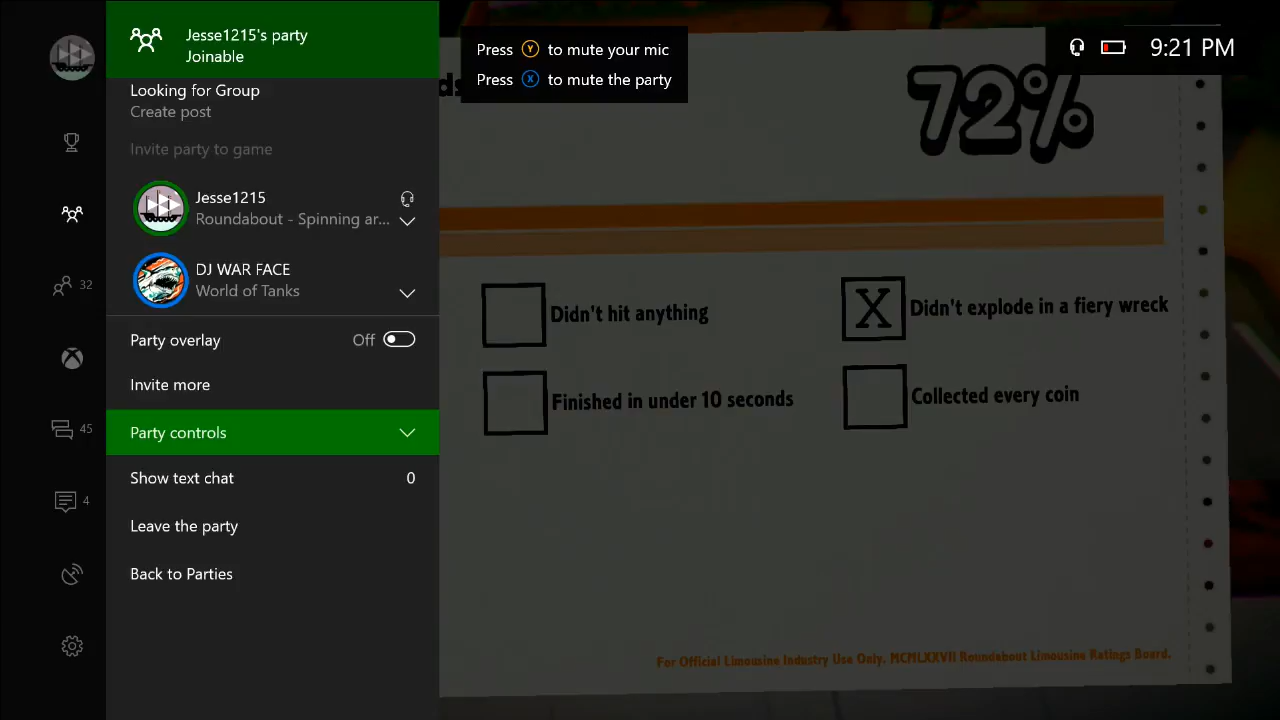 Jesse1215's party
Joinable
Looking for Group
Create post
Invite party to game
Jesse1215
Roundabout - Spinning ar...
DJ WAR FACE
World of Tanks
Party overlay Off
Invite more
Party controls
Show text chat 0
Leave the party
Back to Parties
32
45
4
Press Y to mute your mic
Press X to mute the party
9:21 PM
72%
Didn't hit anything
X Didn't explode in a fiery wreck
Finished in under 10 seconds
Collected every coin
For Official Limousine Industry Use Only. MCMLXXVII Roundabout Limousine Ratings Board.